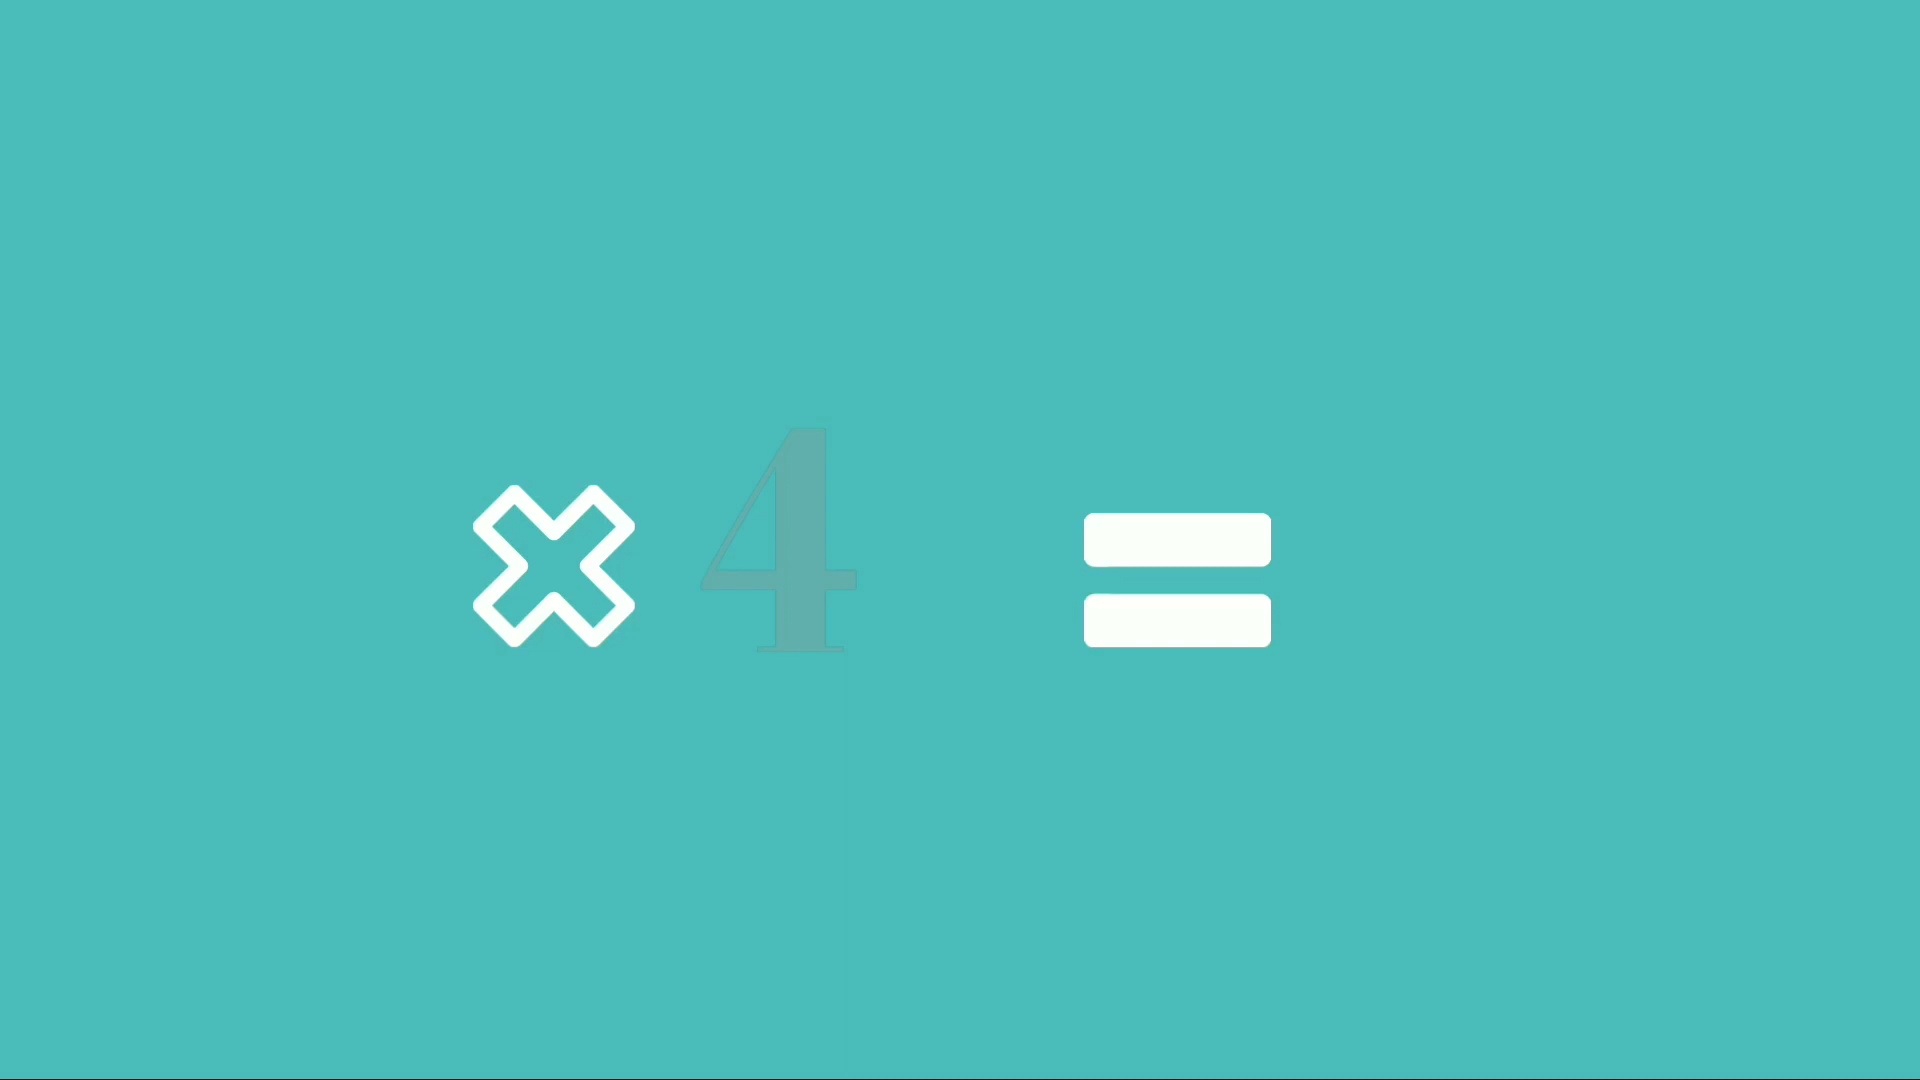 × 4 =